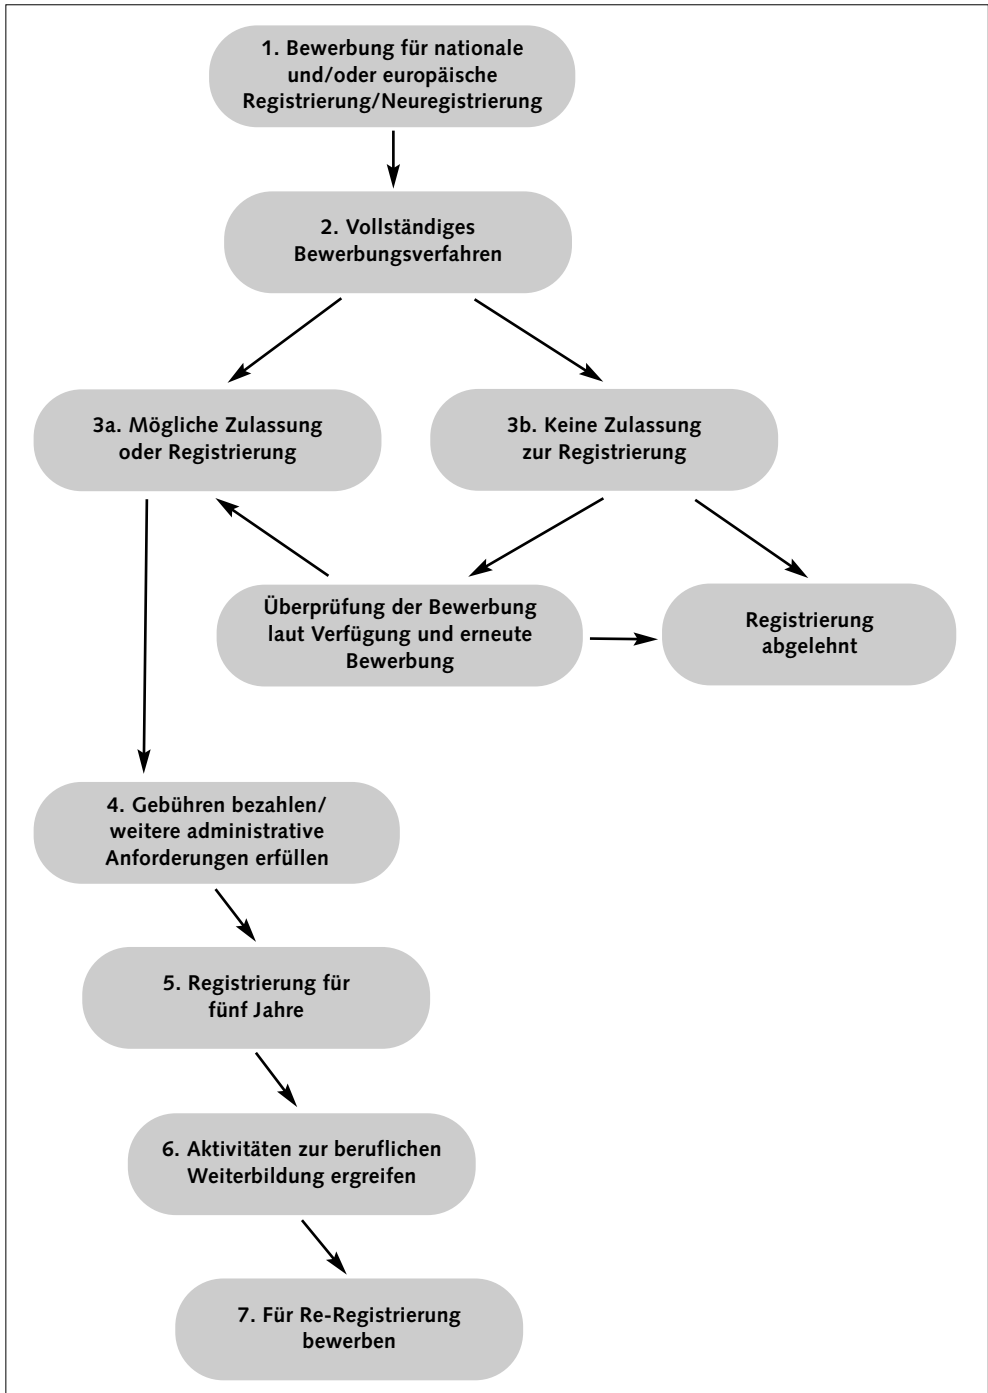 1. Bewerbung für nationale
und/oder europäische
Registrierung/Neuregistrierung
2. Vollständiges
Bewerbungsverfahren
3a. Mögliche Zulassung
oder Registrierung
3b. Keine Zulassung
zur Registrierung
Überprüfung der Bewerbung
laut Verfügung und erneute
Bewerbung
Registrierung
abgelehnt
4. Gebühren bezahlen/
weitere administrative
Anforderungen erfüllen
5. Registrierung für
fünf Jahre
6. Aktivitäten zur beruflichen
Weiterbildung ergreifen
7. Für Re-Registrierung
bewerben